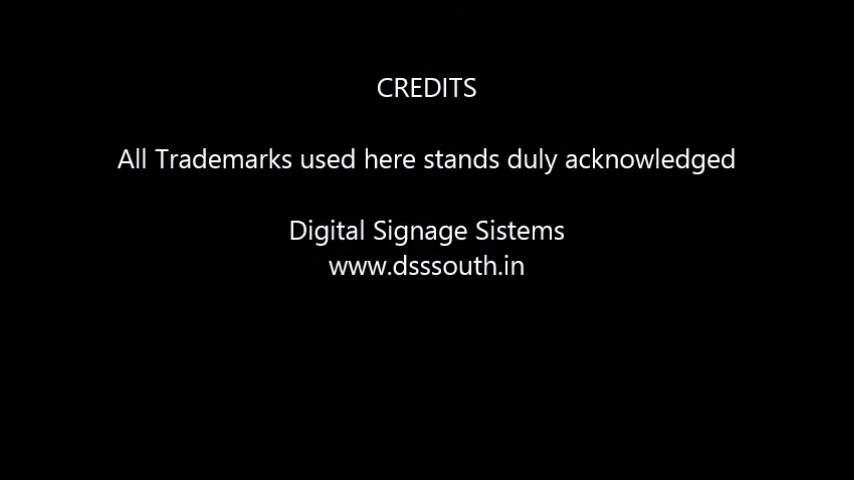 CREDITS
All Trademarks used here stands duly acknowledged
Digital Signage Sistems
www.dsssouth.in